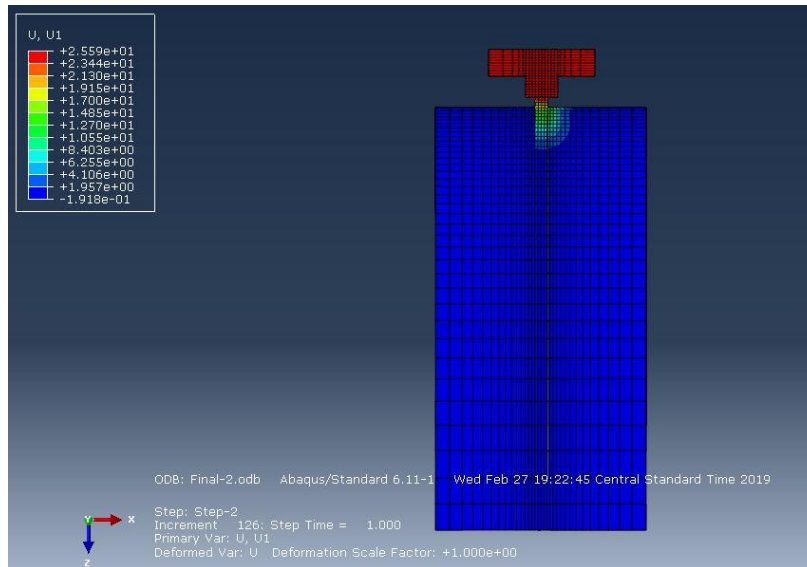 U, U1
+2.559e+01
+2.344e+01
+2.130e+01
+1.915e+01
+1.700e+01
+1.485e+01
+1.270e+01
+1.055e+01
+8.403e+00
+6.255e+00
+4.106e+00
+1.957e+00
-1.918e-01
ODB: Final-2.odb Abaqus/Standard 6.11-1 Wed Feb 27 19:22:45 Central Standard Time 2019
Step: Step-2
Increment 126: Step Time = 1.000
Primary Var: U, U1
Deformed Var: U Deformation Scale Factor: +1.000e+00
Y
X
Z